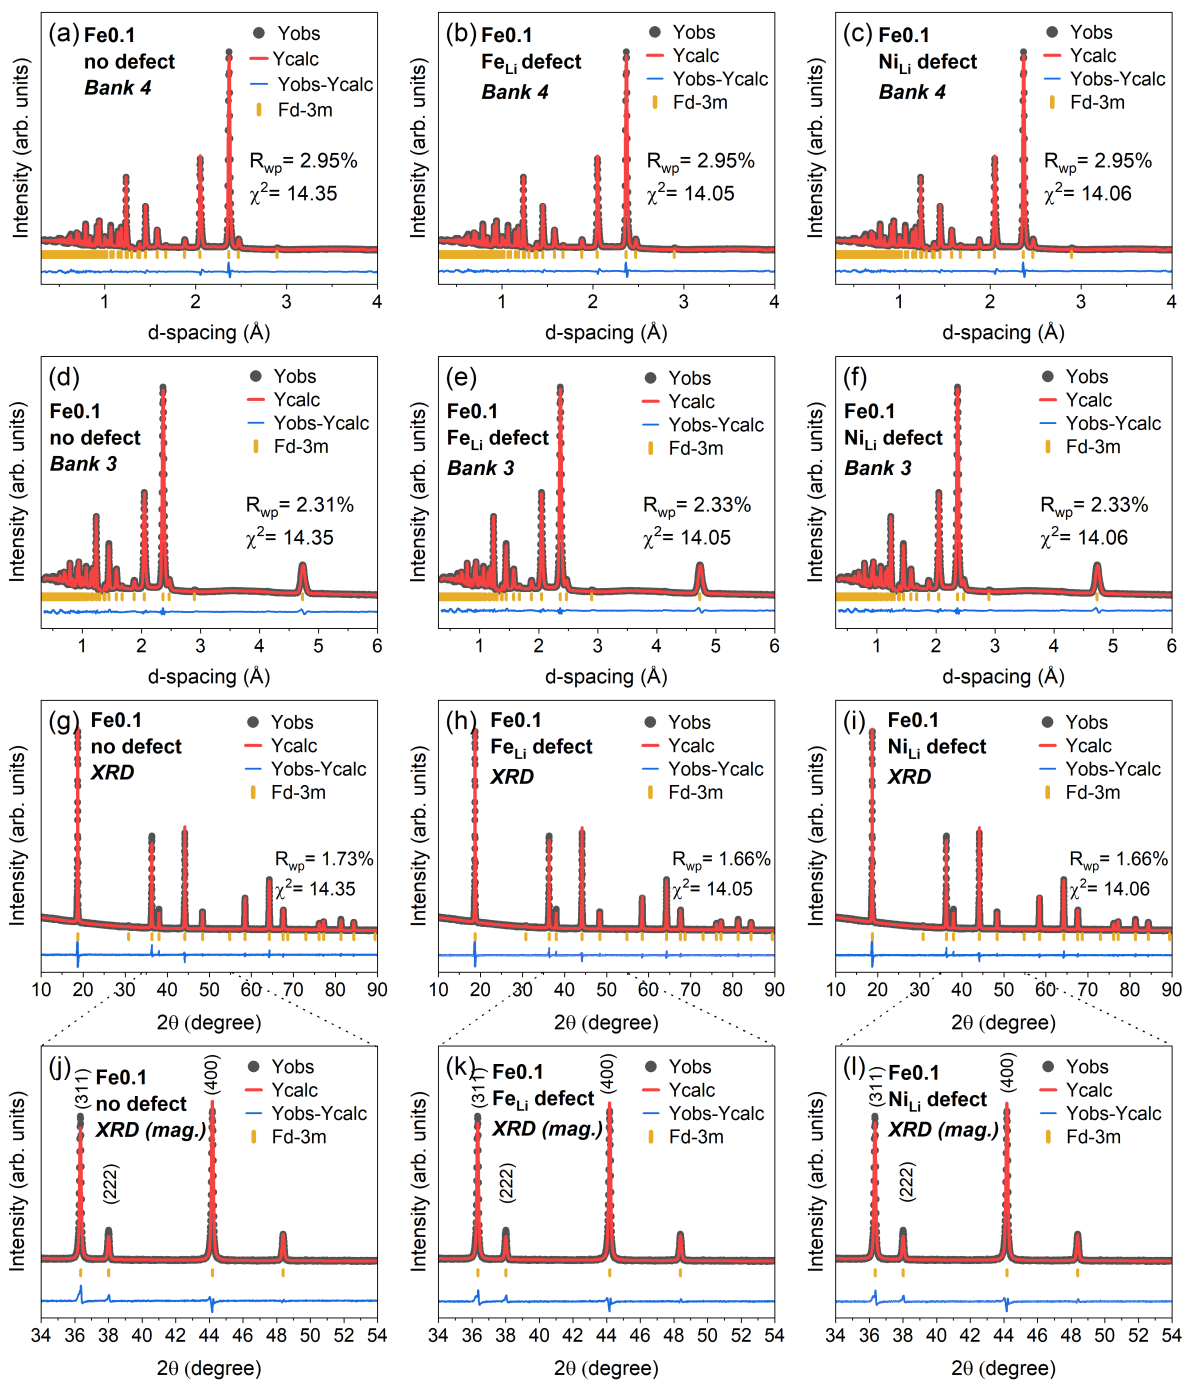 (a) Fe0.1
no defect
Bank 4
Yobs
Ycalc
Yobs-Ycalc
Fd-3m
Rwp= 2.95%
χ²= 14.35
Intensity (arb. units)
1 2 3 4
d-spacing (Å)
(b) Fe0.1
FeLi defect
Bank 4
Yobs
Ycalc
Yobs-Ycalc
Fd-3m
Rwp= 2.95%
χ²= 14.05
Intensity (arb. units)
1 2 3 4
d-spacing (Å)
(c) Fe0.1
NiLi defect
Bank 4
Yobs
Ycalc
Yobs-Ycalc
Fd-3m
Rwp= 2.95%
χ²= 14.06
Intensity (arb. units)
1 2 3 4
d-spacing (Å)
(d)
Fe0.1
no defect
Bank 3
Yobs
Ycalc
Yobs-Ycalc
Fd-3m
Rwp= 2.31%
χ²= 14.35
Intensity (arb. units)
1 2 3 4 5 6
d-spacing (Å)
(e)
Fe0.1
FeLi defect
Bank 3
Yobs
Ycalc
Yobs-Ycalc
Fd-3m
Rwp= 2.33%
χ²= 14.05
Intensity (arb. units)
1 2 3 4 5 6
d-spacing (Å)
(f)
Fe0.1
NiLi defect
Bank 3
Yobs
Ycalc
Yobs-Ycalc
Fd-3m
Rwp= 2.33%
χ²= 14.06
Intensity (arb. units)
1 2 3 4 5 6
d-spacing (Å)
(g) Fe0.1
no defect
XRD
Yobs
Ycalc
Yobs-Ycalc
Fd-3m
Rwp= 1.73%
χ²= 14.35
Intensity (arb. units)
10 20 30 40 50 60 70 80 90
2θ (degree)
(h) Fe0.1
FeLi defect
XRD
Yobs
Ycalc
Yobs-Ycalc
Fd-3m
Rwp= 1.66%
χ²= 14.05
Intensity (arb. units)
10 20 30 40 50 60 70 80 90
2θ (degree)
(i) Fe0.1
NiLi defect
XRD
Yobs
Ycalc
Yobs-Ycalc
Fd-3m
Rwp= 1.66%
χ²= 14.06
Intensity (arb. units)
10 20 30 40 50 60 70 80 90
2θ (degree)
(j) Fe0.1
no defect
XRD (mag.)
(311)
(222)
(400)
Yobs
Ycalc
Yobs-Ycalc
Fd-3m
Intensity (arb. units)
34 36 38 40 42 44 46 48 50 52 54
2θ (degree)
(k) Fe0.1
FeLi defect
XRD (mag.)
(311)
(222)
(400)
Yobs
Ycalc
Yobs-Ycalc
Fd-3m
Intensity (arb. units)
34 36 38 40 42 44 46 48 50 52 54
2θ (degree)
(l) Fe0.1
NiLi defect
XRD (mag.)
(311)
(222)
(400)
Yobs
Ycalc
Yobs-Ycalc
Fd-3m
Intensity (arb. units)
34 36 38 40 42 44 46 48 50 52 54
2θ (degree)